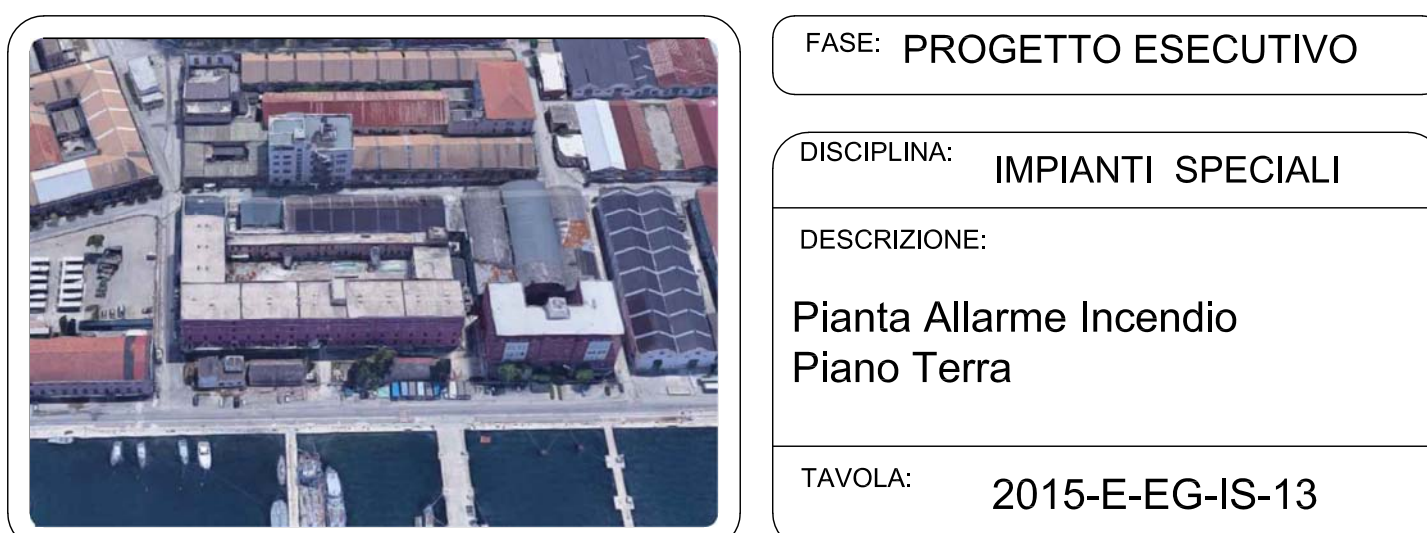 FASE: PROGETTO ESECUTIVO
DISCIPLINA: IMPIANTI SPECIALI
DESCRIZIONE:
Pianta Allarme Incendio
Piano Terra
TAVOLA: 2015-E-EG-IS-13